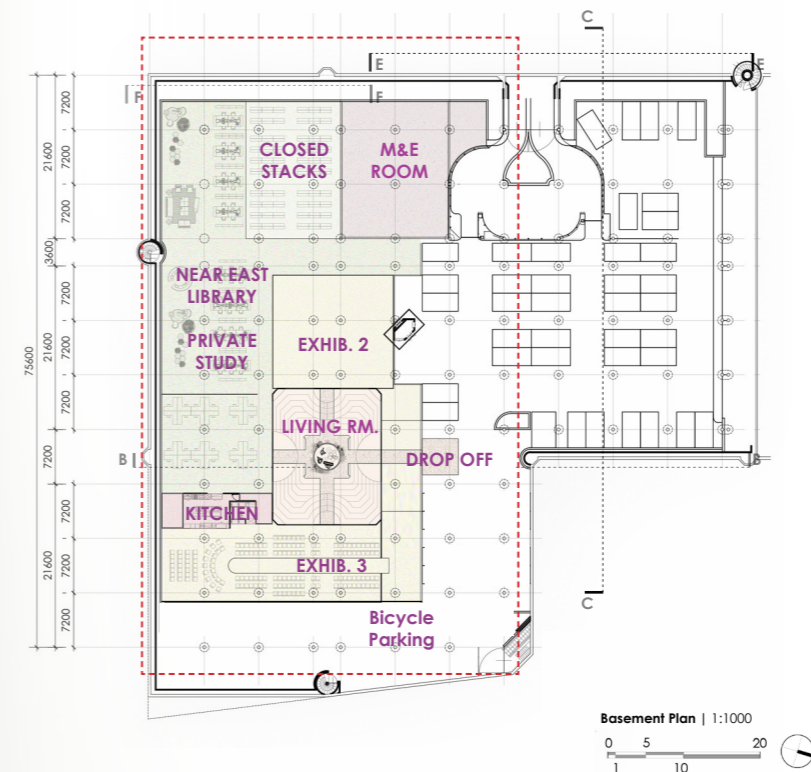 C
E
E
F
F
7200
7200
21600
7200
3600
7200
75600
21600
7200
7200
7200
7200
21600
7200
7200
CLOSED
STACKS
M&E
ROOM
NEAR EAST
LIBRARY
PRIVATE
STUDY
EXHIB. 2
LIVING RM.
B
DROP OFF
B
KITCHEN
EXHIB. 3
C
Bicycle
Parking
Basement Plan | 1:1000
0 5 20
1 10